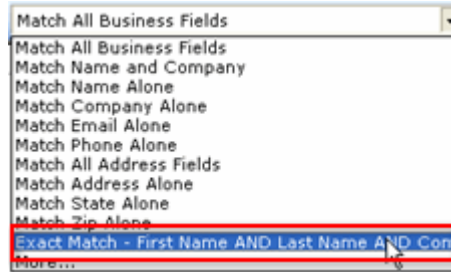 Match All Business Fields
Match All Business Fields
Match Name and Company
Match Name Alone
Match Company Alone
Match Email Alone
Match Phone Alone
Match All Address Fields
Match Address Alone
Match State Alone
Match Zip Alone
Exact Match - First Name AND Last Name AND Con
More...